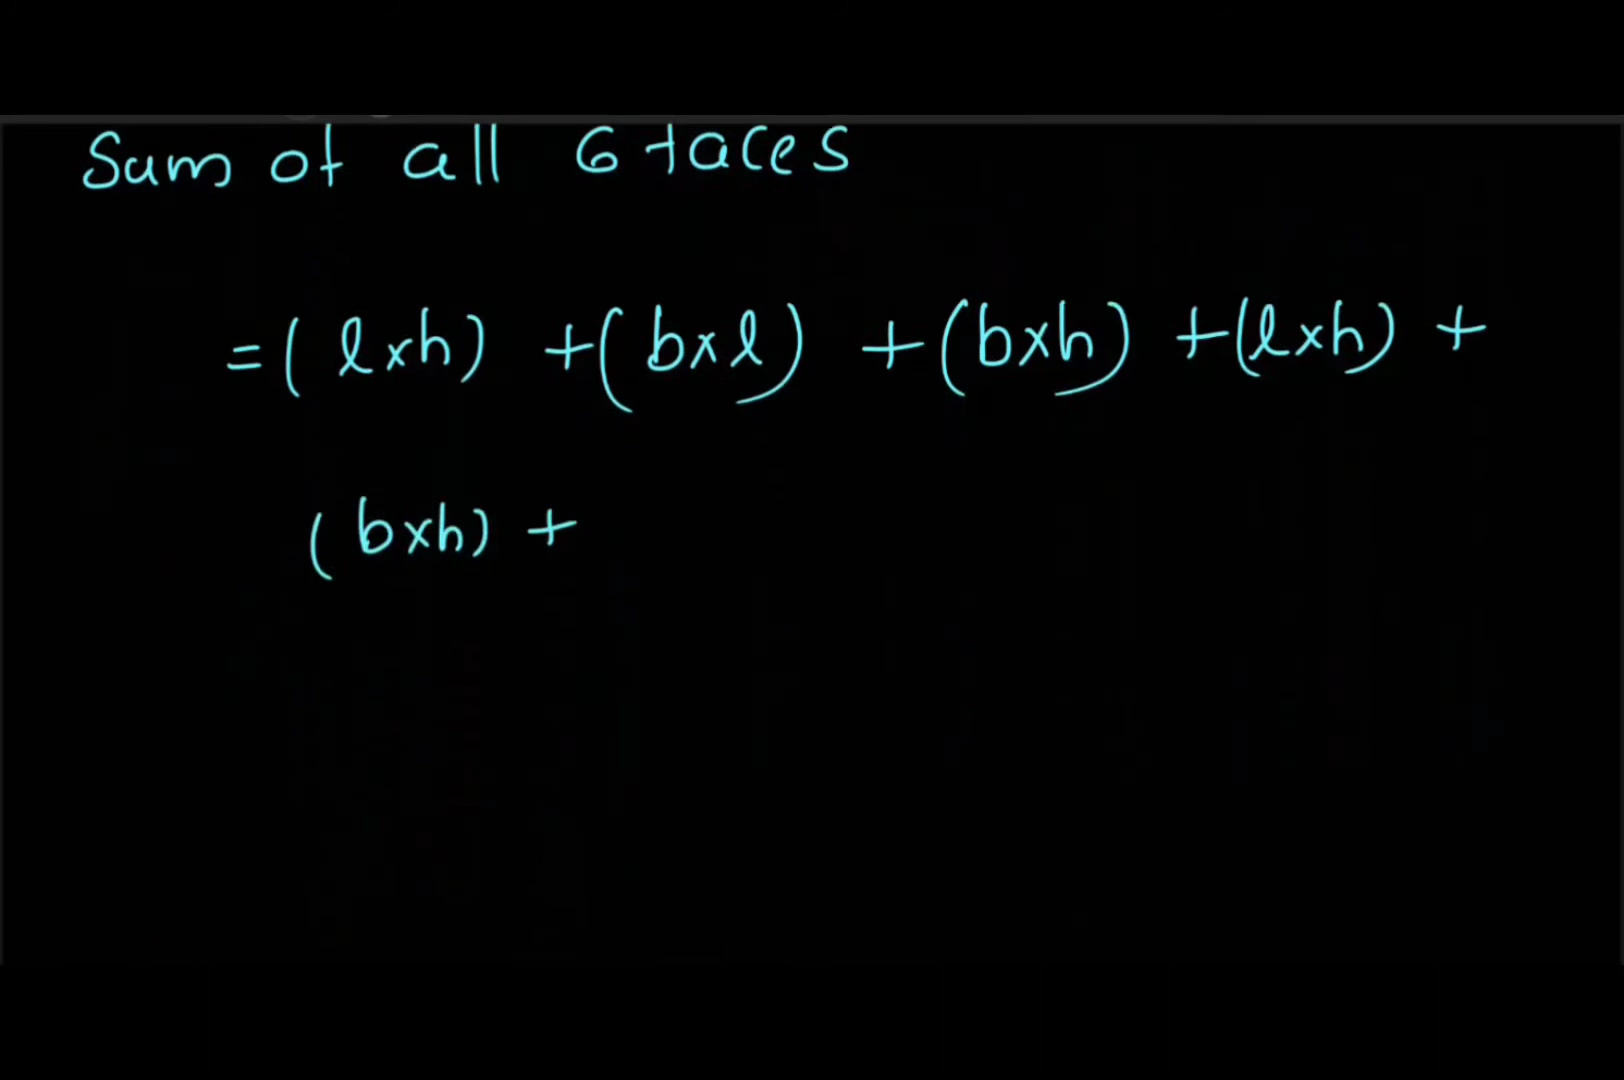 Sum of all 6 faces
= ( l × h ) + ( b × l ) + ( b × h ) + ( l × h ) +
( b × h ) +